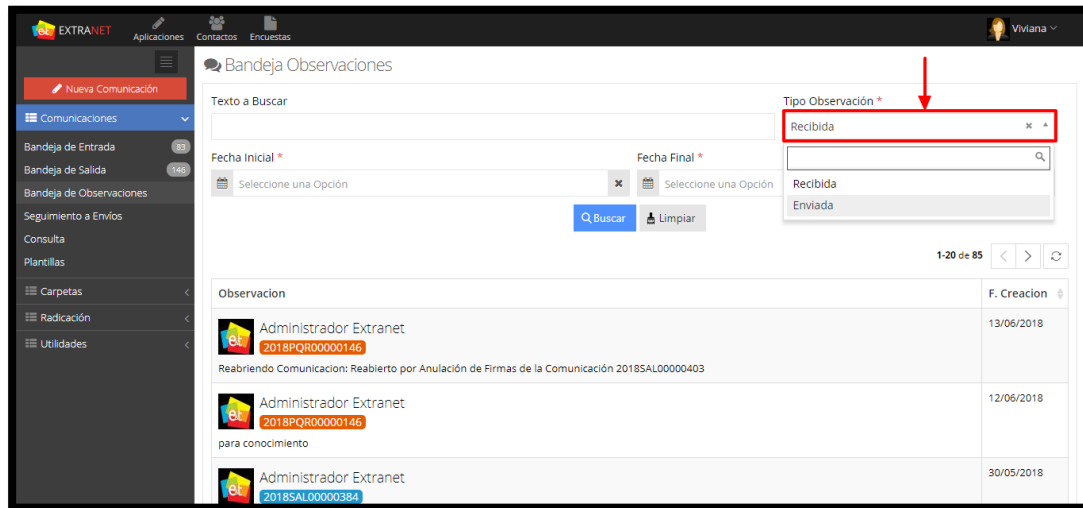 EXTRANET
Aplicaciones
Contactos
Encuestas
Viviana
Nueva Comunicación
Comunicaciones
Bandeja de Entrada 83
Bandeja de Salida 146
Bandeja de Observaciones
Seguimiento a Envíos
Consulta
Plantillas
Carpetas
Radicación
Utilidades
Bandeja Observaciones
Texto a Buscar
Tipo Observación *
Recibida
Recibida
Enviada
Fecha Inicial *
Seleccione una Opción
Fecha Final *
Seleccione una Opción
Buscar
Limpiar
1-20 de 85
Observacion
F. Creacion
et
Administrador Extranet
2018PQR00000146
Reabriendo Comunicacion: Reabierto por Anulación de Firmas de la Comunicación 2018SAL00000403
13/06/2018
et
Administrador Extranet
2018PQR00000146
para conocimiento
12/06/2018
et
Administrador Extranet
2018SAL00000384
30/05/2018